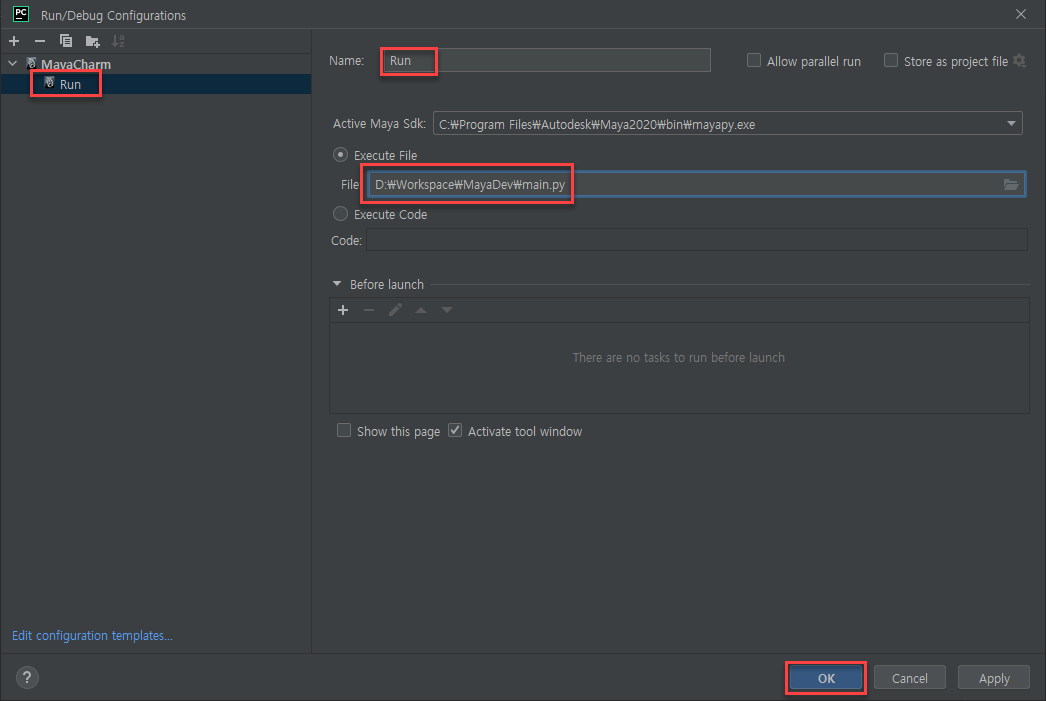 PC Run/Debug Configurations
MayaCharm
Run
Name: Run
Allow parallel run
Store as project file
Active Maya Sdk: C:₩Program Files₩Autodesk₩Maya2020₩bin₩mayapy.exe
Execute File
File D:₩Workspace₩MayaDev₩main.py
Execute Code
Code:
Before launch
There are no tasks to run before launch
Show this page
Activate tool window
Edit configuration templates...
?
OK
Cancel
Apply